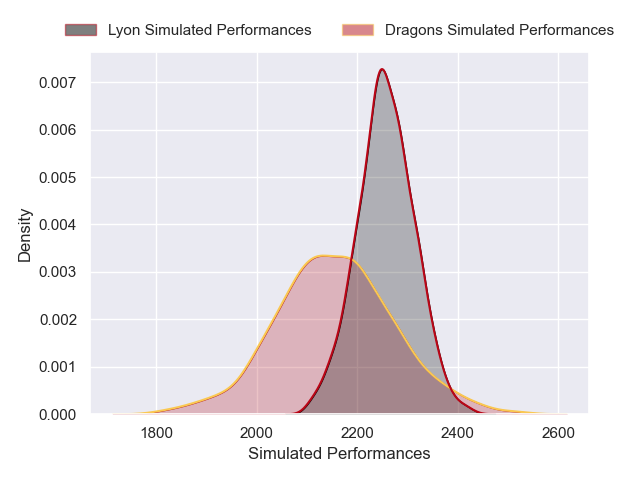 Lyon Simulated Performances Dragons Simulated Performances
0.007
0.006
0.005
0.004
0.003
0.002
0.001
0.000
Density
1800 2000 2200 2400 2600
Simulated Performances